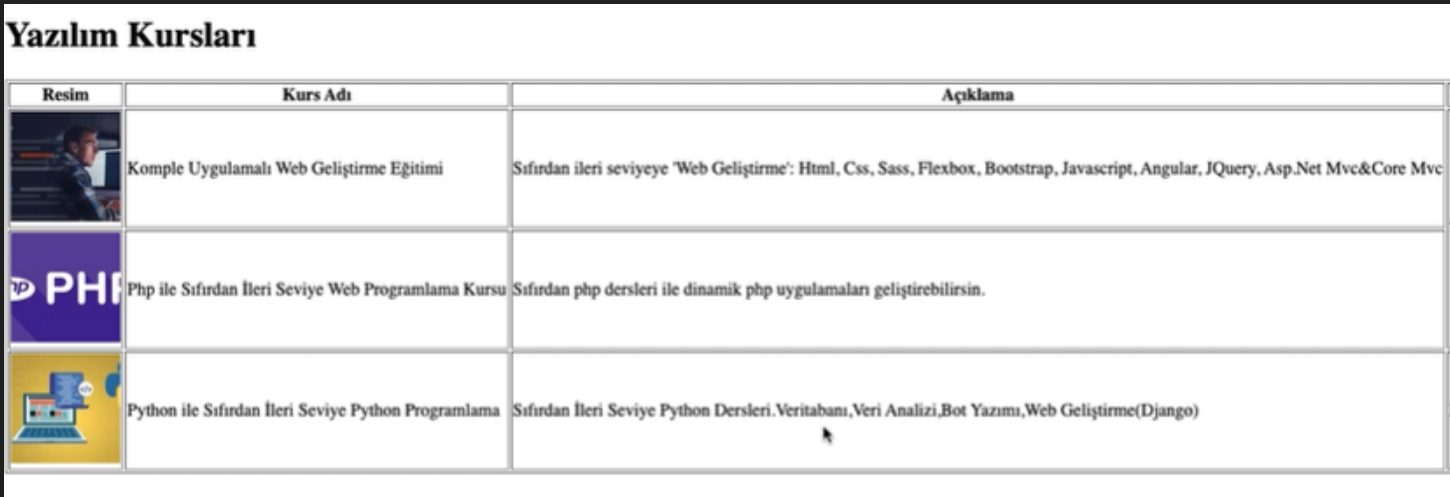 Yazılım Kursları
Resim Kurs Adı Açıklama
Komple Uygulamalı Web Geliştirme Eğitimi Sıfırdan ileri seviyeye 'Web Geliştirme': Html, Css, Sass, Flexbox, Bootstrap, Javascript, Angular, JQuery, Asp.Net Mvc&Core Mvc
PHP Php ile Sıfırdan İleri Seviye Web Programlama Kursu Sıfırdan php dersleri ile dinamik php uygulamaları geliştirebilirsin.
Python ile Sıfırdan İleri Seviye Python Programlama Sıfırdan İleri Seviye Python Dersleri.Veritabanı,Veri Analizi,Bot Yazımı,Web Geliştirme(Django)